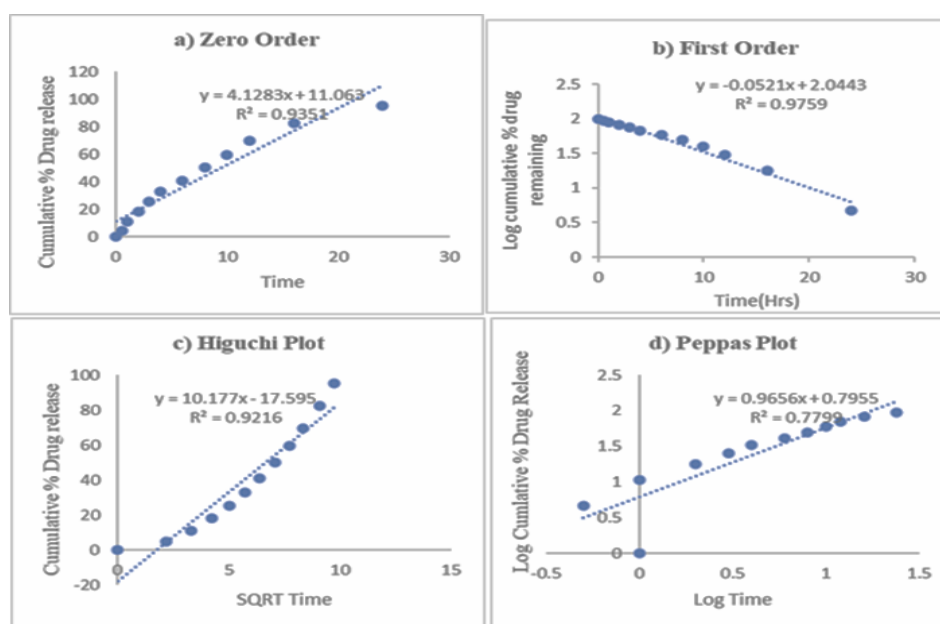 a) Zero Order
Cumulative % Drug release
120
100
80
60
40
20
0
y = 4.1283x + 11.063
R² = 0.9351
0
10
20
30
Time
b) First Order
Log cumulative % drug
remaining
2.5
2
1.5
1
0.5
0
y = -0.0521x + 2.0443
R² = 0.9759
0
10
20
30
Time(Hrs)
c) Higuchi Plot
Cumulative % Drug release
100
80
60
40
20
0
-20
y = 10.177x - 17.595
R² = 0.9216
0
5
10
15
SQRT Time
d) Peppas Plot
Log Cumlative % Drug Release
2.5
2
1.5
1
0.5
0
y = 0.9656x + 0.7955
R² = 0.7799
-0.5
0
0.5
1
1.5
Log Time